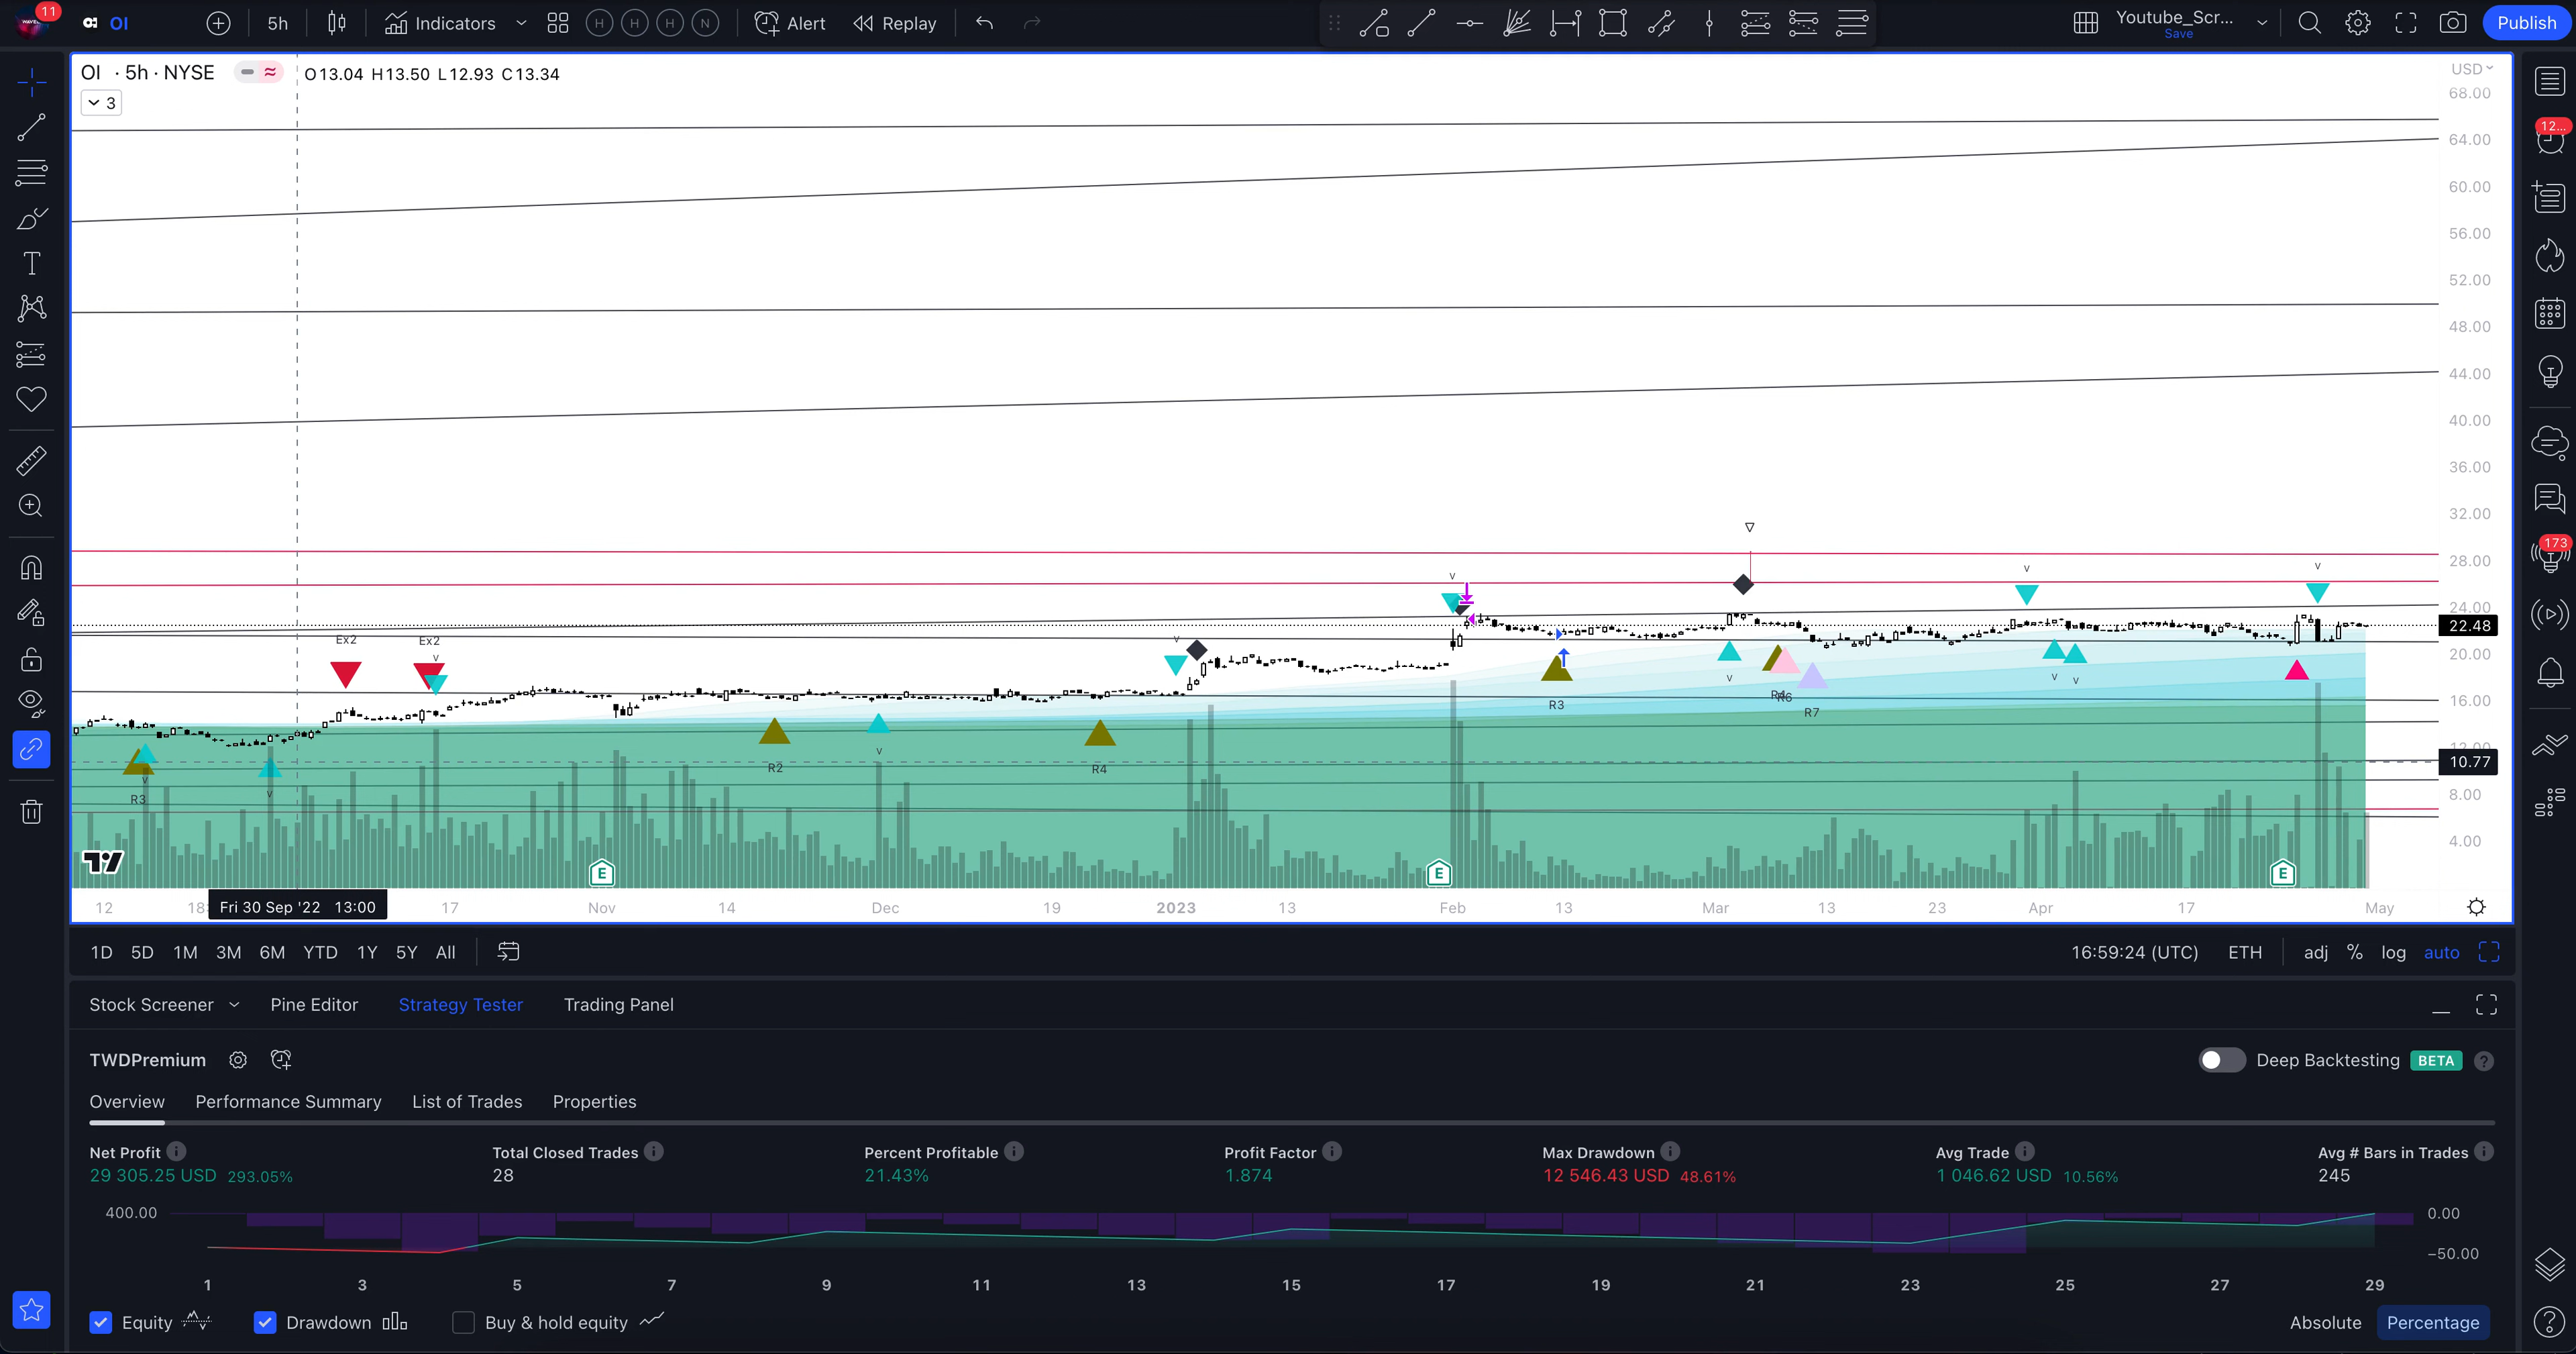 11
OI
5h
Indicators
H H H N
Alert
Replay
Youtube_Scr...
Save
Publish
OI · 5h · NYSE O13.04 H13.50 L12.93 C13.34
3
USD
68.00
64.00
60.00
56.00
52.00
48.00
44.00
40.00
36.00
32.00
28.00
24.00
22.48
20.00
16.00
12.00
10.77
8.00
4.00
12...
173
Ex2
Ex2
v
v
v
v
v
v
v
v
v
v
v
R3
R2
R4
R3
R6
R7
E
E
E
12
18
Fri 30 Sep '22 13:00
17
Nov
14
Dec
19
2023
13
Feb
13
Mar
13
23
Apr
17
May
1D 5D 1M 3M 6M YTD 1Y 5Y All
16:59:24 (UTC) ETH adj % log auto
Stock Screener Pine Editor Strategy Tester Trading Panel
TWDPremium
Deep Backtesting BETA ?
Overview Performance Summary List of Trades Properties
Net Profit
29 305.25 USD 293.05%
Total Closed Trades
28
Percent Profitable
21.43%
Profit Factor
1.874
Max Drawdown
12 546.43 USD 48.61%
Avg Trade
1 046.62 USD 10.56%
Avg # Bars in Trades
245
400.00
0.00
−50.00
1 3 5 7 9 11 13 15 17 19 21 23 25 27 29
Equity Drawdown Buy & hold equity
Absolute Percentage